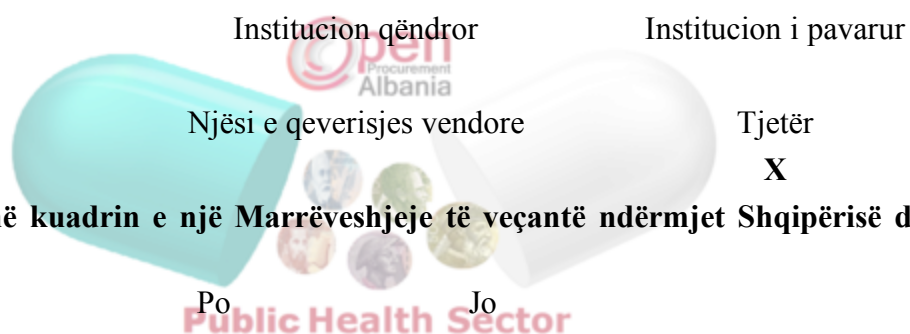 Institucion qëndror Institucion i pavarur
Open
Procurement
Albania
Njësi e qeverisjes vendore Tjetër
X
në kuadrin e një Marrëveshjeje të veçantë ndërmjet Shqipërisë d
Po Jo
Public Health Sector